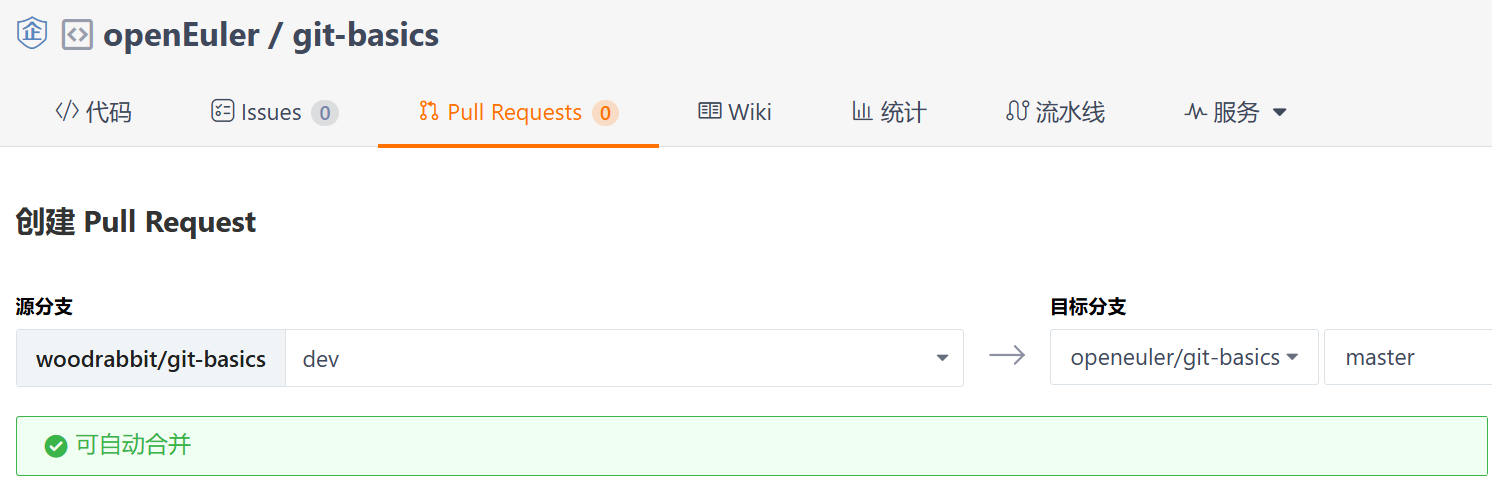 企 openEuler / git-basics
代码 Issues 0 Pull Requests 0 Wiki 统计 流水线 服务
创建 Pull Request
源分支 目标分支
woodrabbit/git-basics dev openeuler/git-basics master
可自动合并